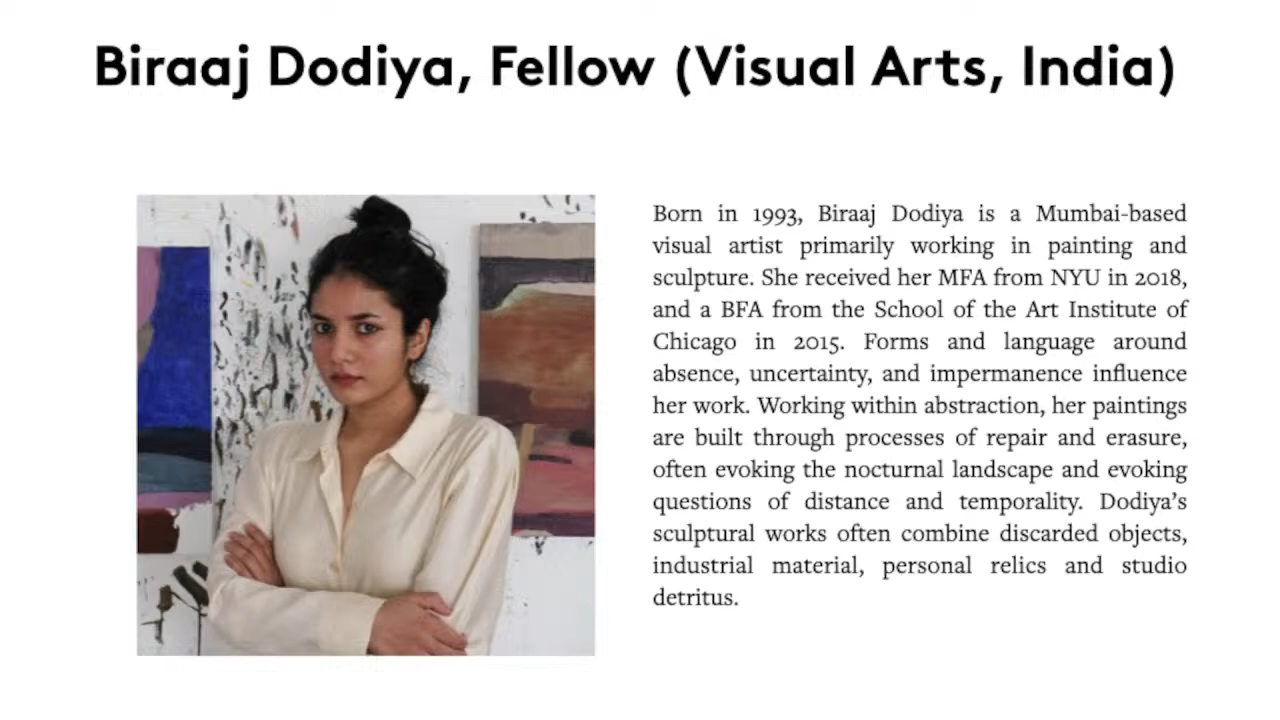 Biraaj Dodiya, Fellow (Visual Arts, India)
Born in 1993, Biraaj Dodiya is a Mumbai-based
visual artist primarily working in painting and
sculpture. She received her MFA from NYU in 2018,
and a BFA from the School of the Art Institute of
Chicago in 2015. Forms and language around
absence, uncertainty, and impermanence influence
her work. Working within abstraction, her paintings
are built through processes of repair and erasure,
often evoking the nocturnal landscape and evoking
questions of distance and temporality. Dodiya’s
sculptural works often combine discarded objects,
industrial material, personal relics and studio
detritus.